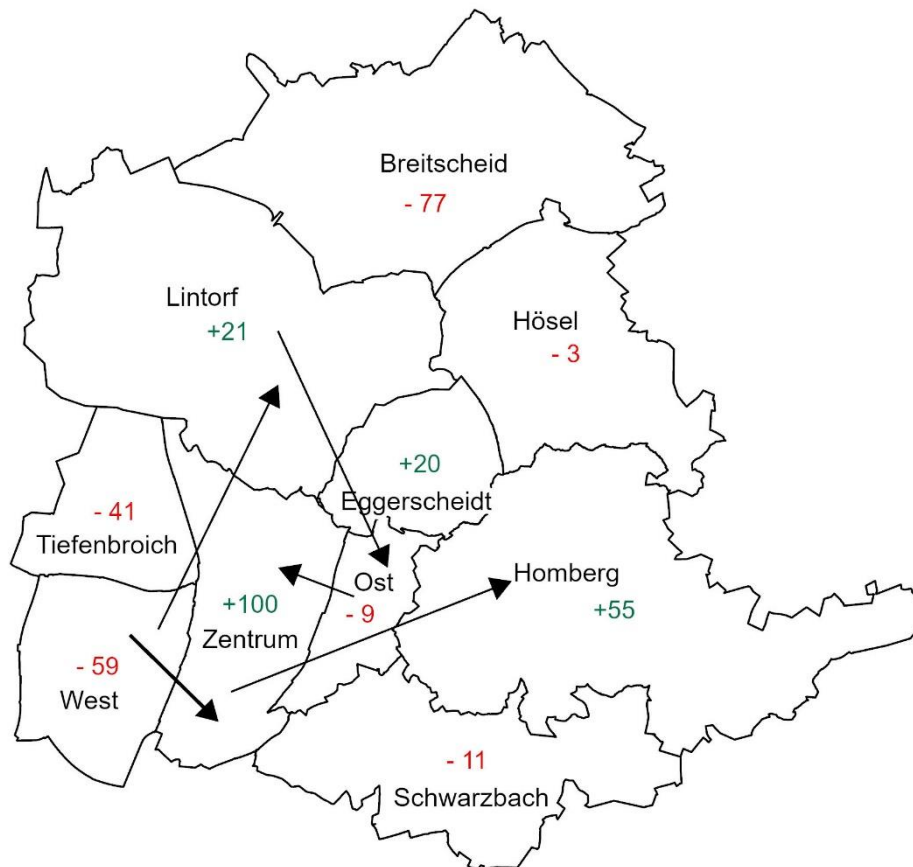 Breitscheid
- 77
Lintorf
+21
Hösel
- 3
+20
Eggerscheidt
- 41
Tiefenbroich
Ost
- 9
Homberg
+55
+100
Zentrum
- 59
West
- 11
Schwarzbach